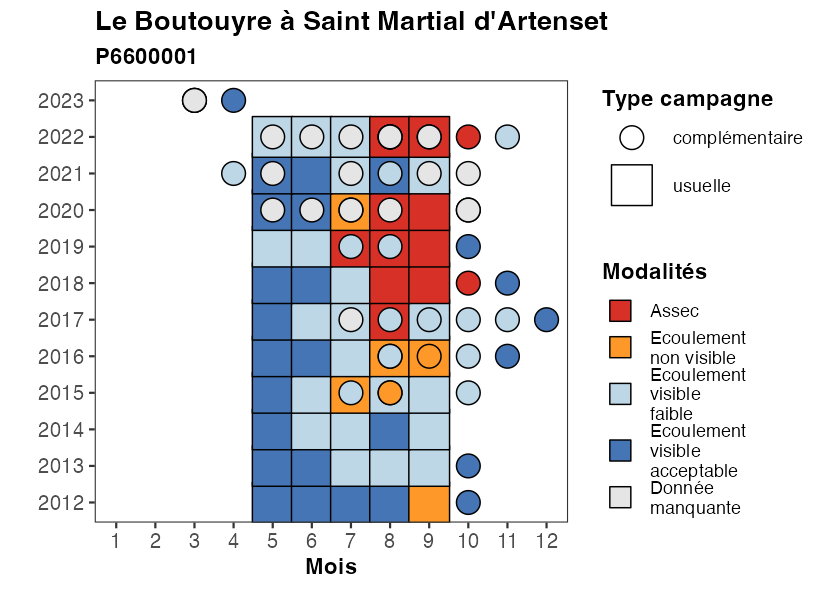 Le Boutouyre à Saint Martial d'Artenset
P6600001
2023
2022
2021
2020
2019
2018
2017
2016
2015
2014
2013
2012
1 2 3 4 5 6 7 8 9 10 11 12
Mois
Type campagne
complémentaire
usuelle
Modalités
Assec
Ecoulement
non visible
Ecoulement
visible
faible
Ecoulement
visible
acceptable
Donnée
manquante